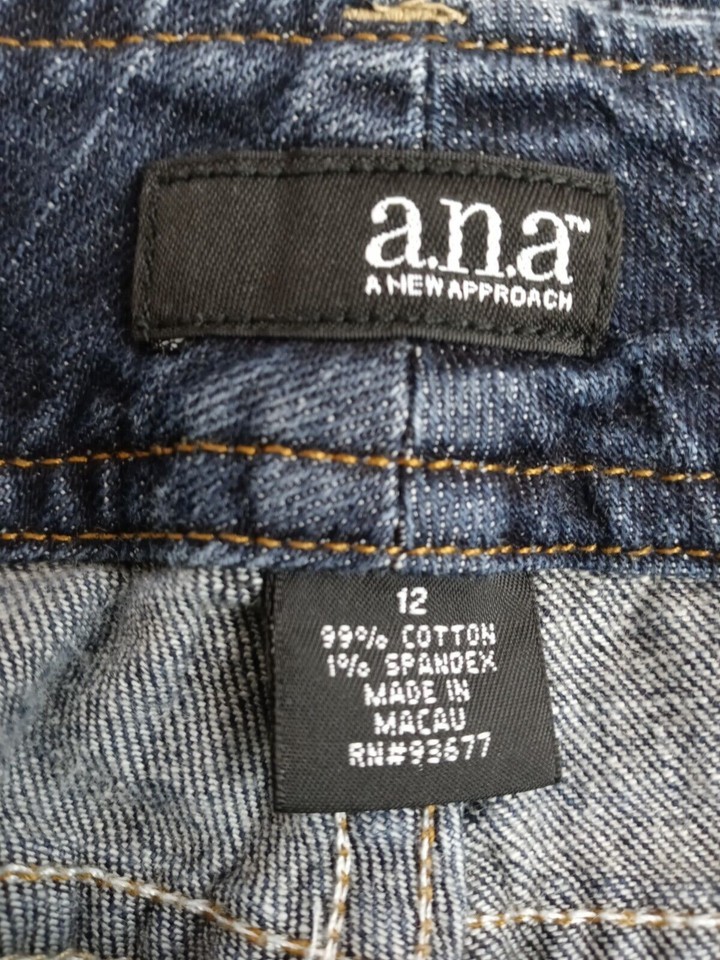 a.n.a™
A NEW APPROACH
12
99% COTTON
1% SPANDEX
MADE IN
MACAU
RN#93677